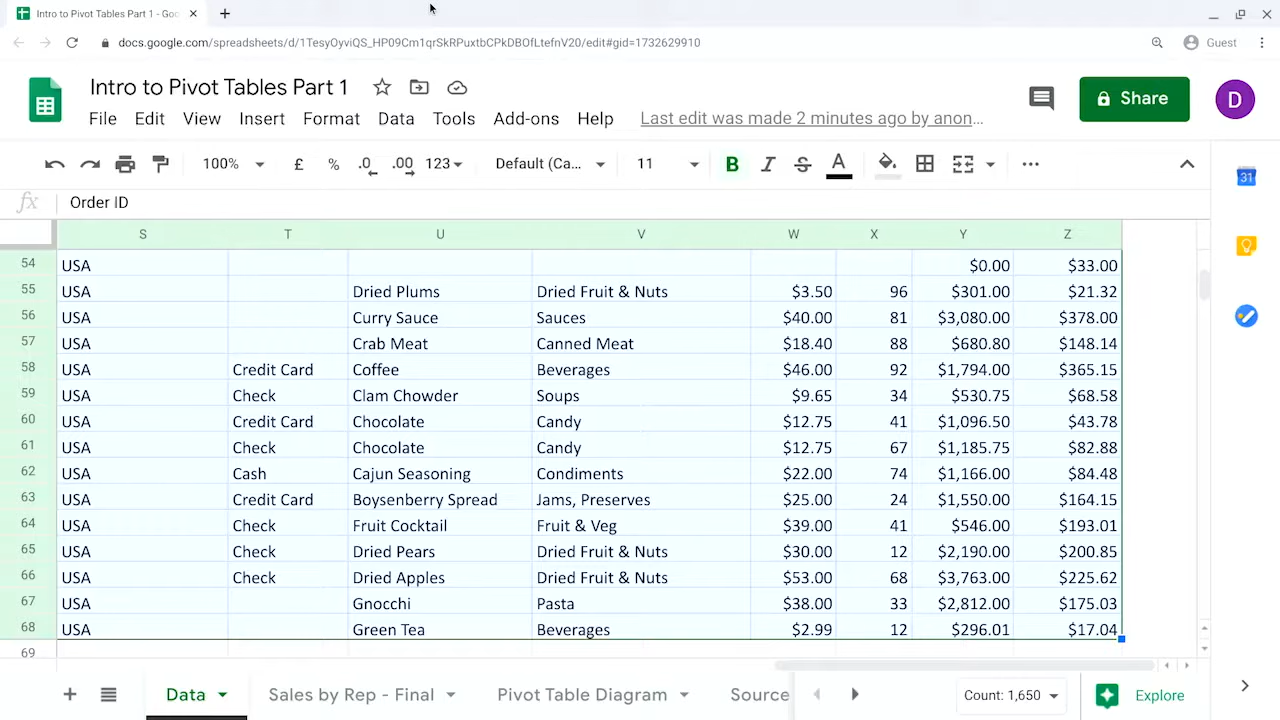 Intro to Pivot Tables Part 1 - Goo
docs.google.com/spreadsheets/d/1TesyOyviQS_HP09Cm1qrSkRPuxtbCPkDBOfLtefnV20/edit#gid=1732629910
Guest
Intro to Pivot Tables Part 1
Share
D
File Edit View Insert Format Data Tools Add-ons Help Last edit was made 2 minutes ago by anon...
100% £ % .0 .00 123 Default (Ca... 11 B I S A
31
fx Order ID
S T U V W X Y Z
54 USA $0.00 $33.00
55 USA Dried Plums Dried Fruit & Nuts $3.50 96 $301.00 $21.32
56 USA Curry Sauce Sauces $40.00 81 $3,080.00 $378.00
57 USA Crab Meat Canned Meat $18.40 88 $680.80 $148.14
58 USA Credit Card Coffee Beverages $46.00 92 $1,794.00 $365.15
59 USA Check Clam Chowder Soups $9.65 34 $530.75 $68.58
60 USA Credit Card Chocolate Candy $12.75 41 $1,096.50 $43.78
61 USA Check Chocolate Candy $12.75 67 $1,185.75 $82.88
62 USA Cash Cajun Seasoning Condiments $22.00 74 $1,166.00 $84.48
63 USA Credit Card Boysenberry Spread Jams, Preserves $25.00 24 $1,550.00 $164.15
64 USA Check Fruit Cocktail Fruit & Veg $39.00 41 $546.00 $193.01
65 USA Check Dried Pears Dried Fruit & Nuts $30.00 12 $2,190.00 $200.85
66 USA Check Dried Apples Dried Fruit & Nuts $53.00 68 $3,763.00 $225.62
67 USA Gnocchi Pasta $38.00 33 $2,812.00 $175.03
68 USA Green Tea Beverages $2.99 12 $296.01 $17.04
69
Data Sales by Rep - Final Pivot Table Diagram Source Count: 1,650 Explore